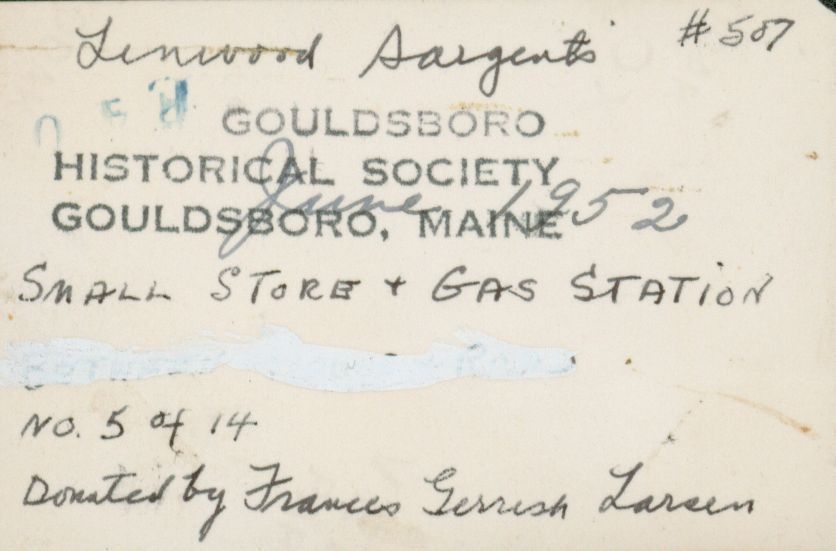 Linwood Sargent's #507
GOULDSBORO
HISTORICAL SOCIETY
GOULDSBORO, MAINE
June 1952
SMALL STORE + GAS STATION
NO. 5 of 14
Donated by Frances Gerrish Larsen